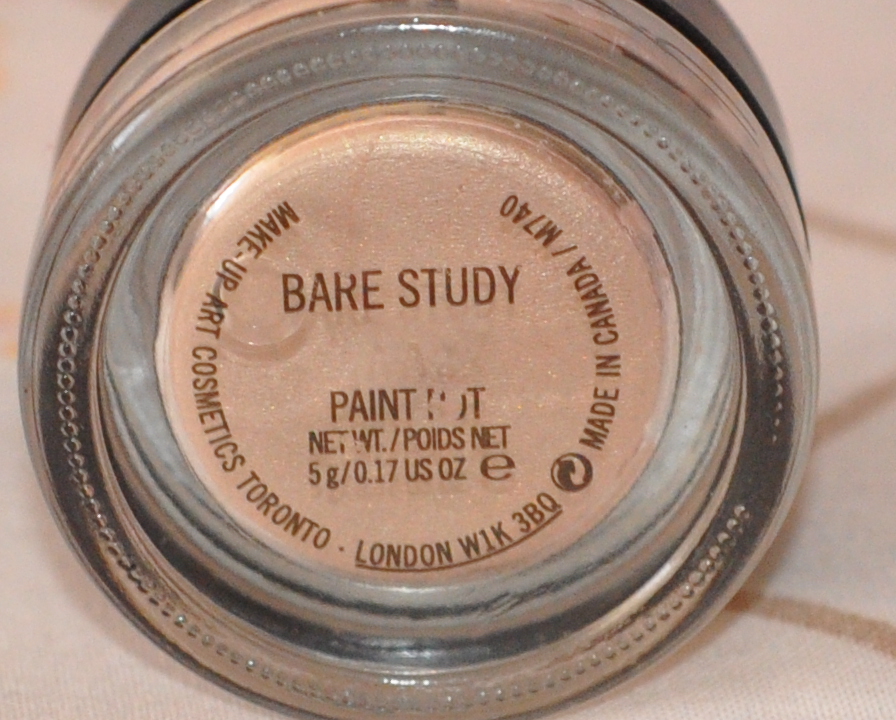 BARE STUDY
PAINT POT
NET WT./POIDS NET
5 g/0.17 US OZ e
MAKE-UP ART COSMETICS TORONTO · LONDON W1K 3BQ
MADE IN CANADA / M740